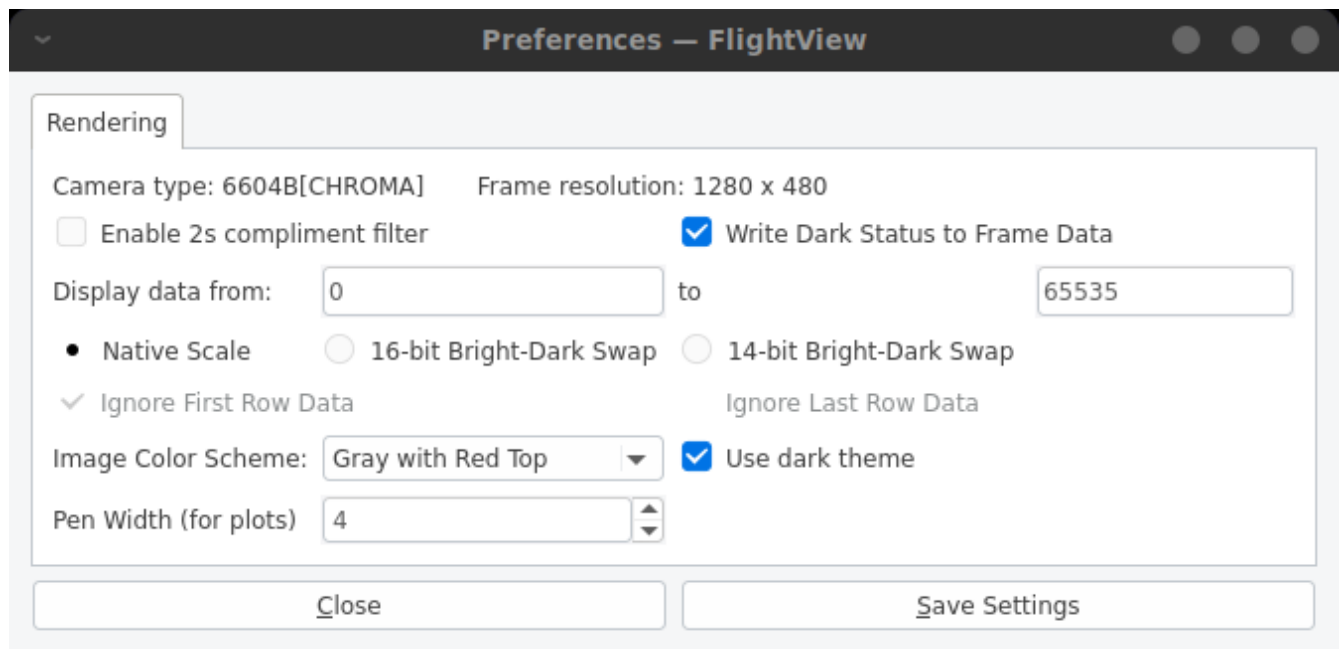 Preferences — FlightView
Rendering
Camera type: 6604B[CHROMA] Frame resolution: 1280 x 480
Enable 2s compliment filter Write Dark Status to Frame Data
Display data from: 0 to 65535
Native Scale 16-bit Bright-Dark Swap 14-bit Bright-Dark Swap
Ignore First Row Data Ignore Last Row Data
Image Color Scheme: Gray with Red Top Use dark theme
Pen Width (for plots) 4
Close Save Settings